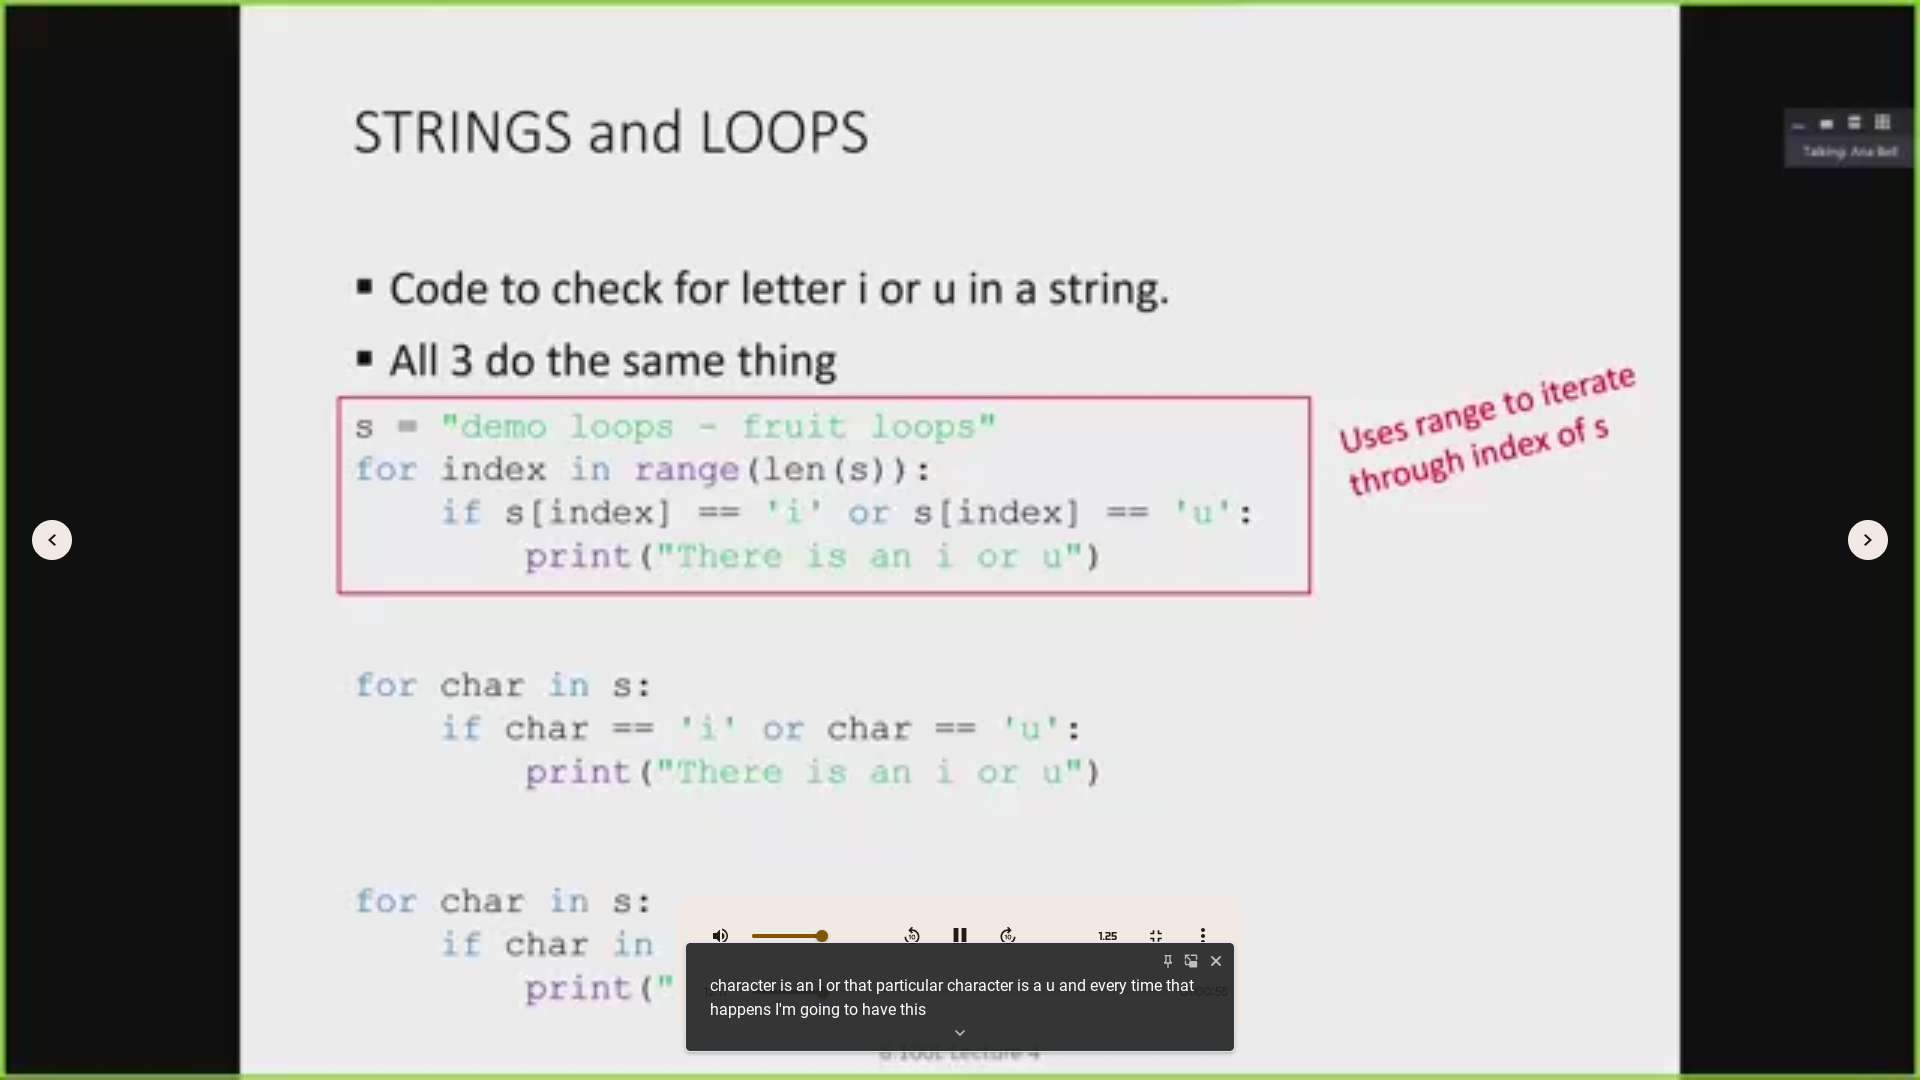 STRINGS and LOOPS
Talking: Ana Bell
▪ Code to check for letter i or u in a string.
▪ All 3 do the same thing
s = "demo loops - fruit loops"
for index in range(len(s)):
    if s[index] == 'i' or s[index] == 'u':
        print("There is an i or u")
Uses range to iterate
through index of s
for char in s:
    if char == 'i' or char == 'u':
        print("There is an i or u")
for char in s:
    if char in
        print("
10
10
1.25
character is an I or that particular character is a u and every time that
happens I'm going to have this
6.100L Lecture 4